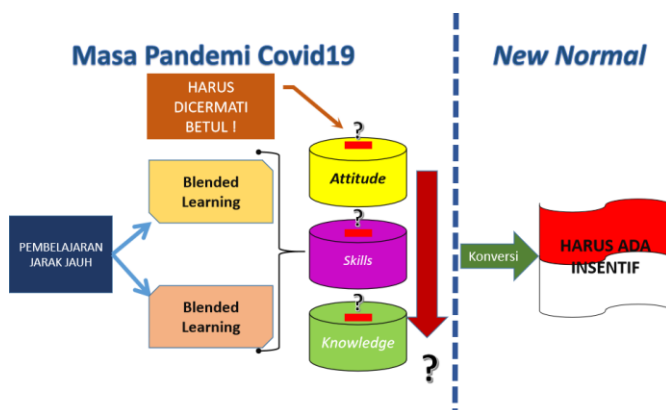 Masa Pandemi Covid19
New Normal
HARUS
DICERMATI
BETUL !
?
Attitude
Blended
Learning
?
Skills
PEMBELAJARAN
JARAK JAUH
Konversi
HARUS ADA
INSENTIF
Blended
Learning
?
Knowledge
?